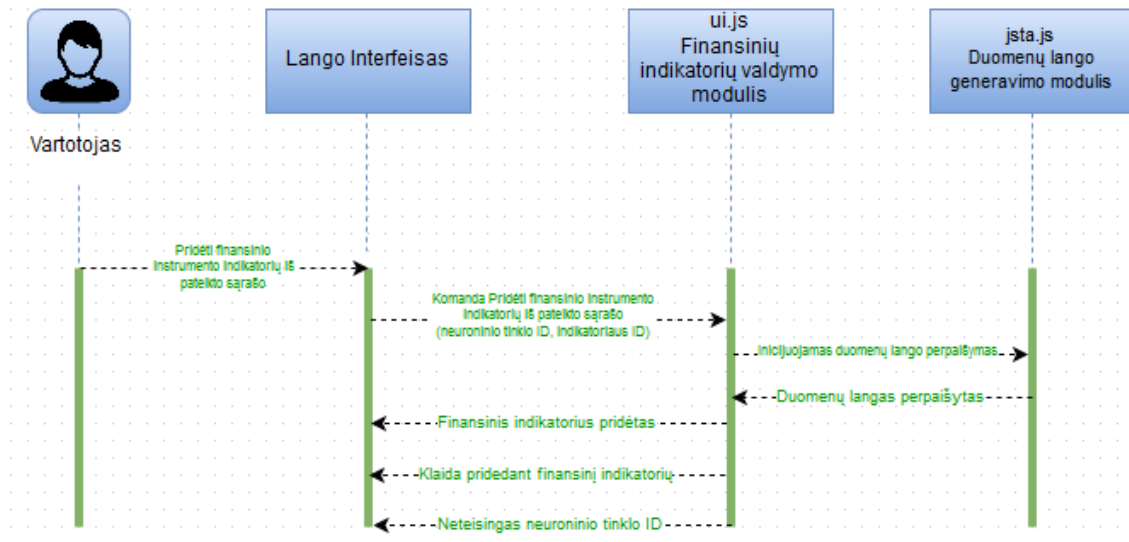 Vartotojas
Lango Interfeisas
ui.js
Finansinių
indikatorių valdymo
modulis
jsta.js
Duomenų lango
generavimo modulis
Pridėti finansinio
instrumento indikatorių iš
pateikto sąrašo
Komanda Pridėti finansinio instrumento
indikatorių iš pateikto sąrašo
(neuroninio tinklo ID, indikatoriaus ID)
Inicijuojamas duomenų lango perpaišymas
Duomenų langas perpaišytas
Finansinis indikatorius pridėtas
Klaida pridedant finansinį indikatorių
Neteisingas neuroninio tinklo ID